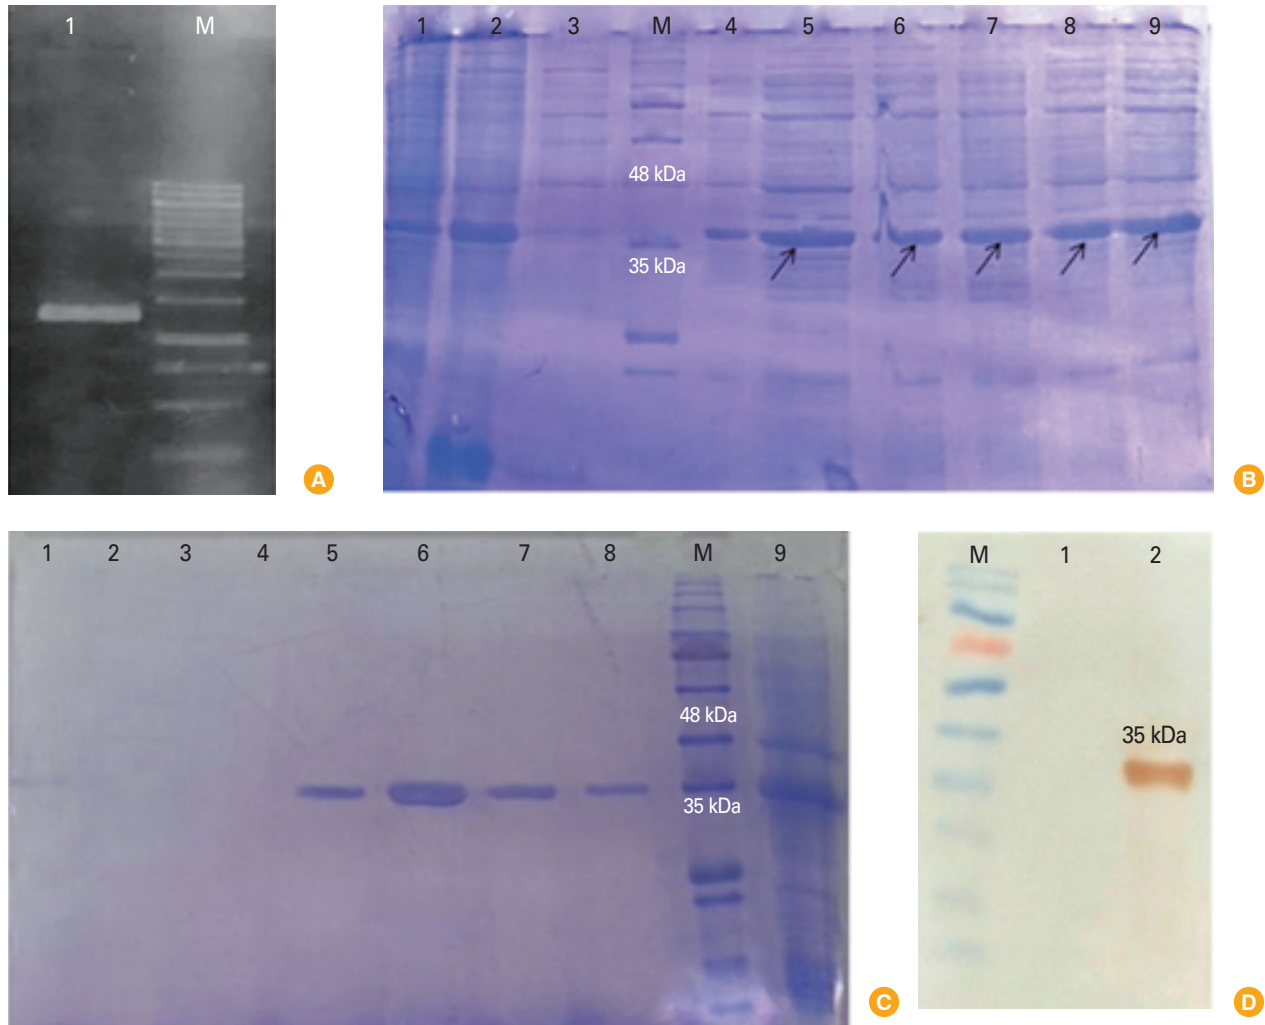 1 M
A
1 2 3 M 4 5 6 7 8 9
48 kDa
35 kDa
B
1 2 3 4 5 6 7 8 M 9
48 kDa
35 kDa
C
M 1 2
35 kDa
D